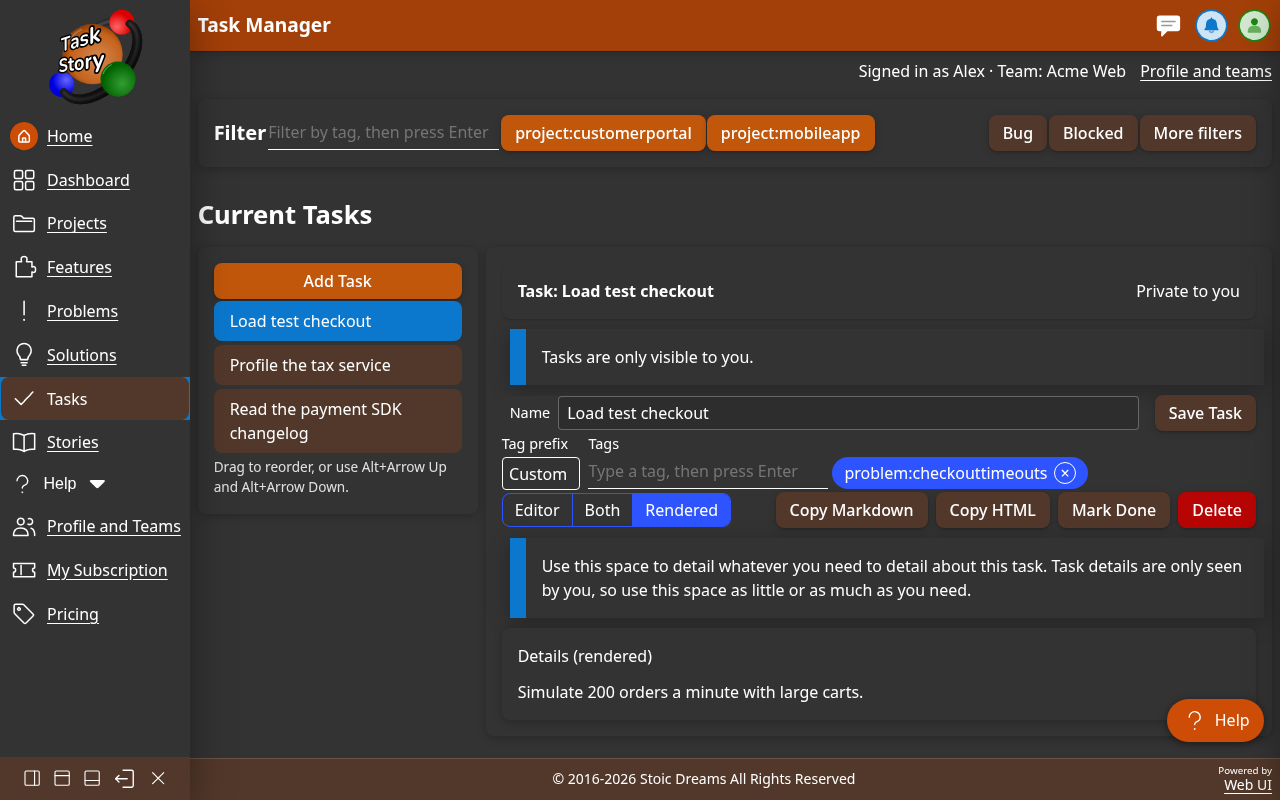 Task Story
Home
Dashboard
Projects
Features
Problems
Solutions
Tasks
Stories
Help
Profile and Teams
My Subscription
Pricing
Task Manager
Signed in as Alex · Team: Acme Web Profile and teams
Filter Filter by tag, then press Enter project:customerportal project:mobileapp Bug Blocked More filters
Current Tasks
Add Task
Load test checkout
Profile the tax service
Read the payment SDK
changelog
Drag to reorder, or use Alt+Arrow Up
and Alt+Arrow Down.
Task: Load test checkout Private to you
Tasks are only visible to you.
Name Load test checkout Save Task
Tag prefix Tags
Custom Type a tag, then press Enter problem:checkouttimeouts
Editor Both Rendered Copy Markdown Copy HTML Mark Done Delete
Use this space to detail whatever you need to detail about this task. Task details are only seen
by you, so use this space as little or as much as you need.
Details (rendered)
Simulate 200 orders a minute with large carts.
Help
© 2016-2026 Stoic Dreams All Rights Reserved
Powered by
Web UI